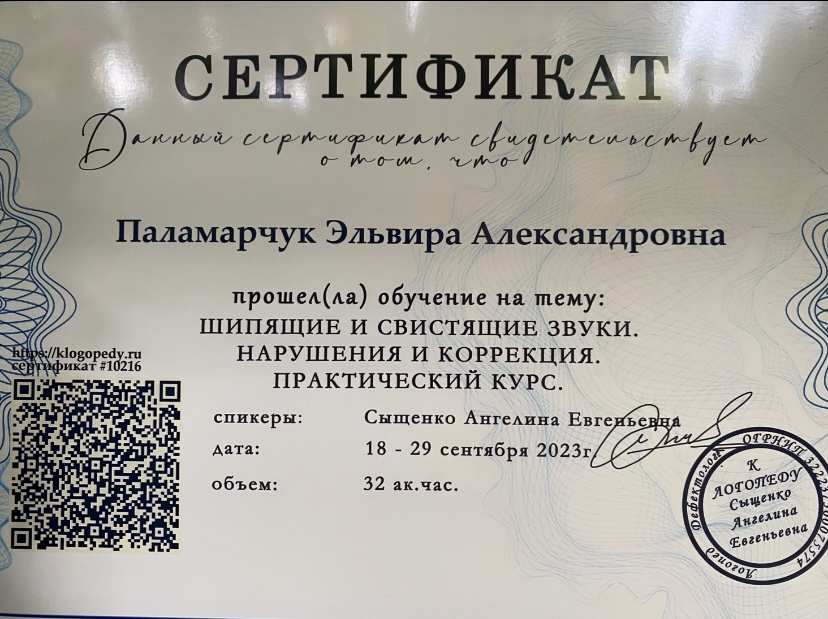 СЕРТИФИКАТ
Данный сертификат свидетельствует
о том, что
Паламарчук Эльвира Александровна
прошел(ла) обучение на тему:
ШИПЯЩИЕ И СВИСТЯЩИЕ ЗВУКИ.
НАРУШЕНИЯ И КОРРЕКЦИЯ.
ПРАКТИЧЕСКИЙ КУРС.
https://klogopedy.ru
сертификат #10216
спикеры: Сыщенко Ангелина Евгеньевна
дата: 18 - 29 сентября 2023г.
объем: 32 ак.час.
Логопед Дефектолог ОГРНИП
К
ЛОГОПЕДУ
Сыщенко
Ангелина
Евгеньевна